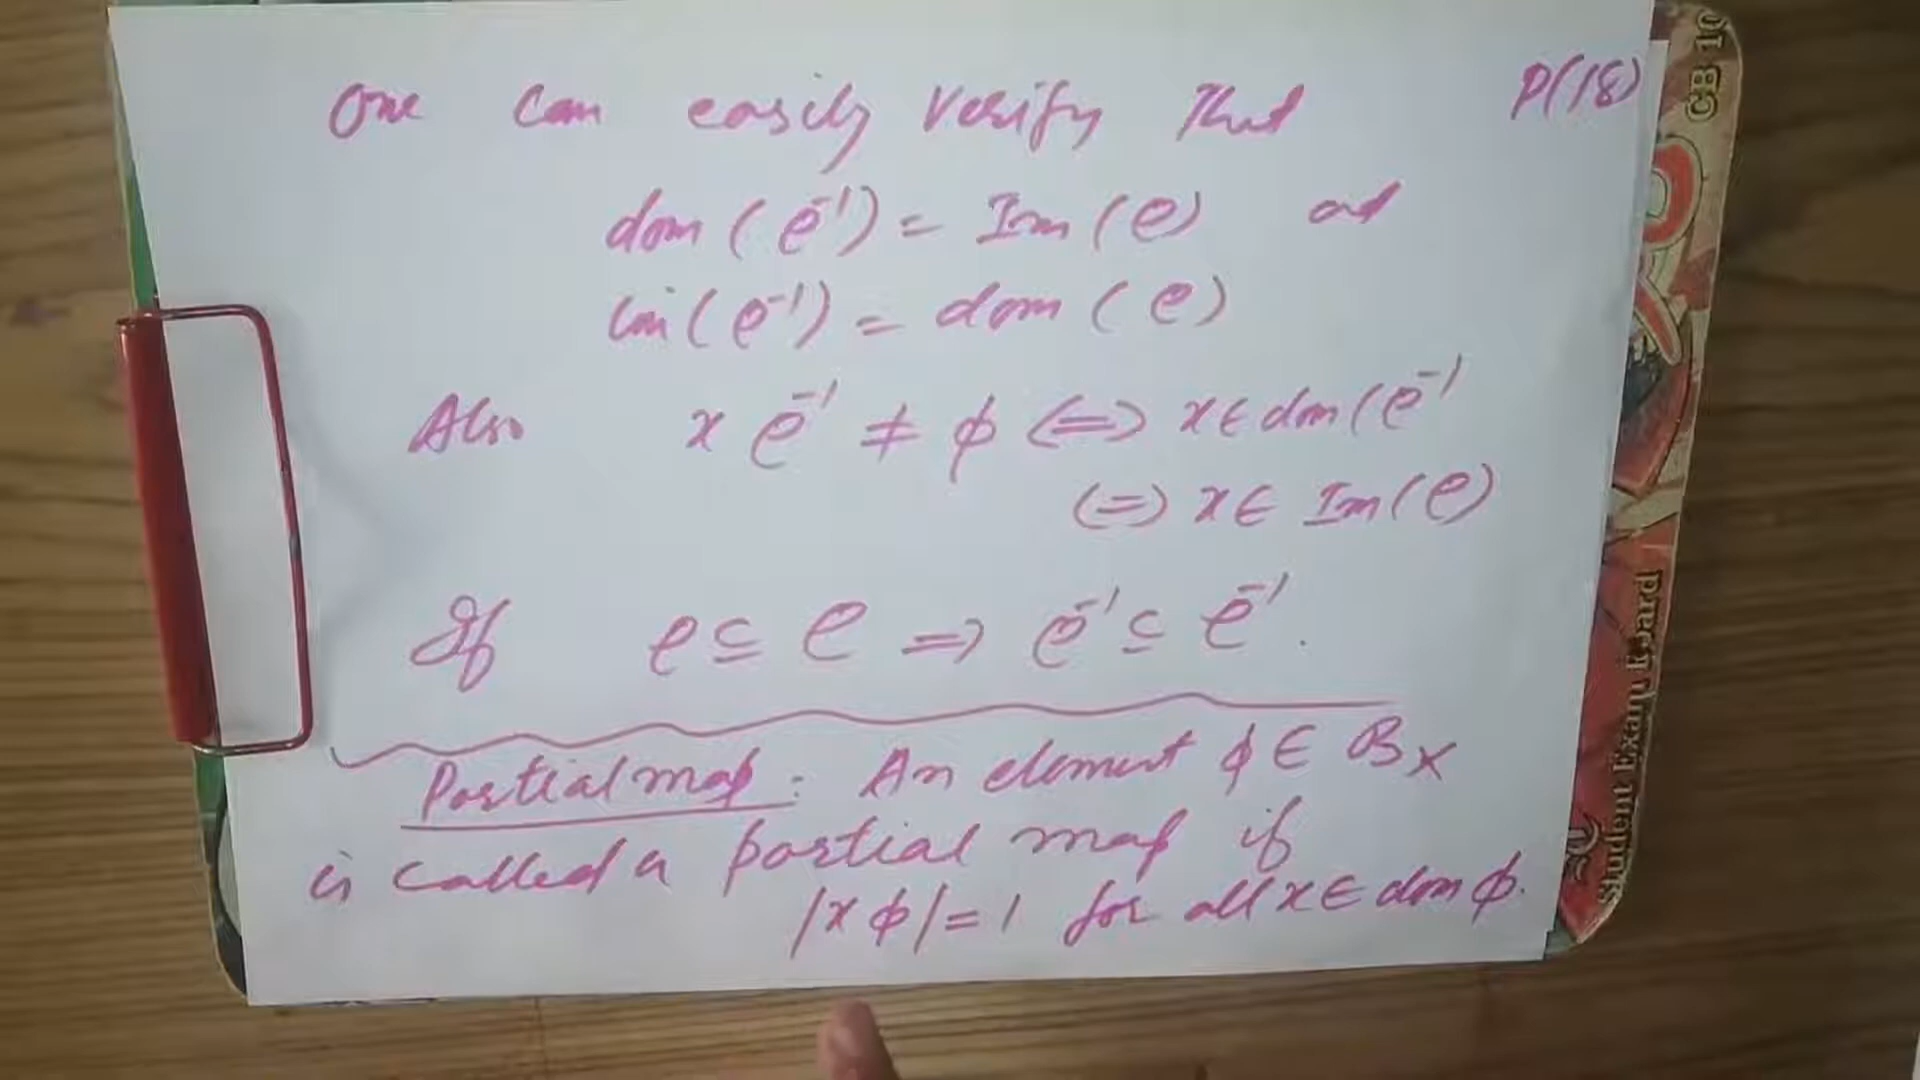 One can easily verify that P(18)
dom (ρ⁻¹) = Im (ρ) and
Im (ρ⁻¹) = dom (ρ)
Also x ρ⁻¹ ≠ φ (=) x ∈ dom (ρ⁻¹
(=) x ∈ Im (ρ)
If ρ ⊆ ρ => ρ⁻¹ ⊆ ρ⁻¹.
Partial map : An element φ ∈ Bx
is called a partial map if
|x φ| = 1 for all x ∈ dom φ.
CB 10
Student Exam Board